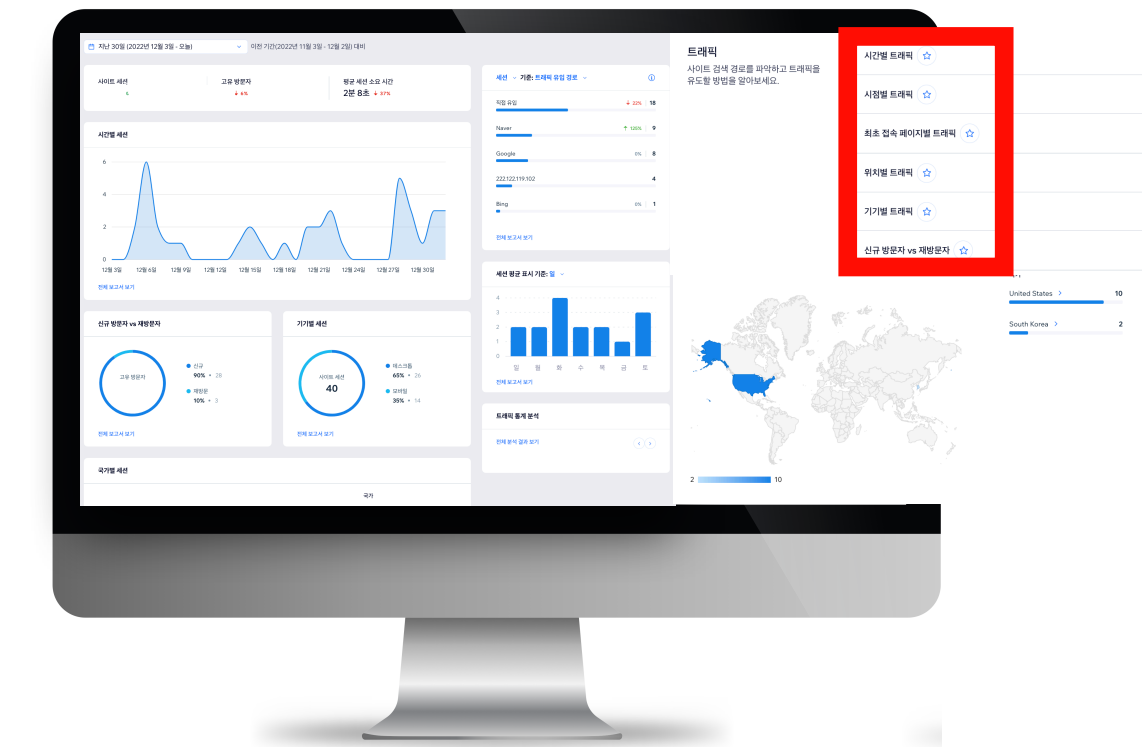 지난 30일 (2022년 12월 3일 - 오늘)
이전 기간(2022년 11월 3일 - 12월 2일) 대비
사이트 세션
고유 방문자
↓ 6%
평균 세션 소요 시간
2분 8초 ↓ 37%
시간별 세션
6
4
2
0
12월 3일 12월 6일 12월 9일 12월 12일 12월 15일 12월 18일 12월 21일 12월 24일 12월 27일 12월 30일
전체 보고서 보기
신규 방문자 vs 재방문자
고유 방문자
신규
90% • 28
재방문
10% • 3
전체 보고서 보기
기기별 세션
사이트 세션
40
데스크톱
65% • 26
모바일
35% • 14
전체 보고서 보기
국가별 세션
국가
세션 기준: 트래픽 유입 경로
직접 유입 ↓ 22% 18
Naver ↑ 125% 9
Google 0% 8
222.122.119.102 4
Bing 0% 1
전체 보고서 보기
세션 평균 표시 기준: 일
4
3
2
1
0
일 월 화 수 목 금 토
전체 보고서 보기
트래픽 통계 분석
전체 분석 결과 보기
트래픽
사이트 검색 경로를 파악하고 트래픽을
유도할 방법을 알아보세요.
시간별 트래픽
시점별 트래픽
최초 접속 페이지별 트래픽
위치별 트래픽
기기별 트래픽
신규 방문자 vs 재방문자
United States > 10
South Korea > 2
2 10